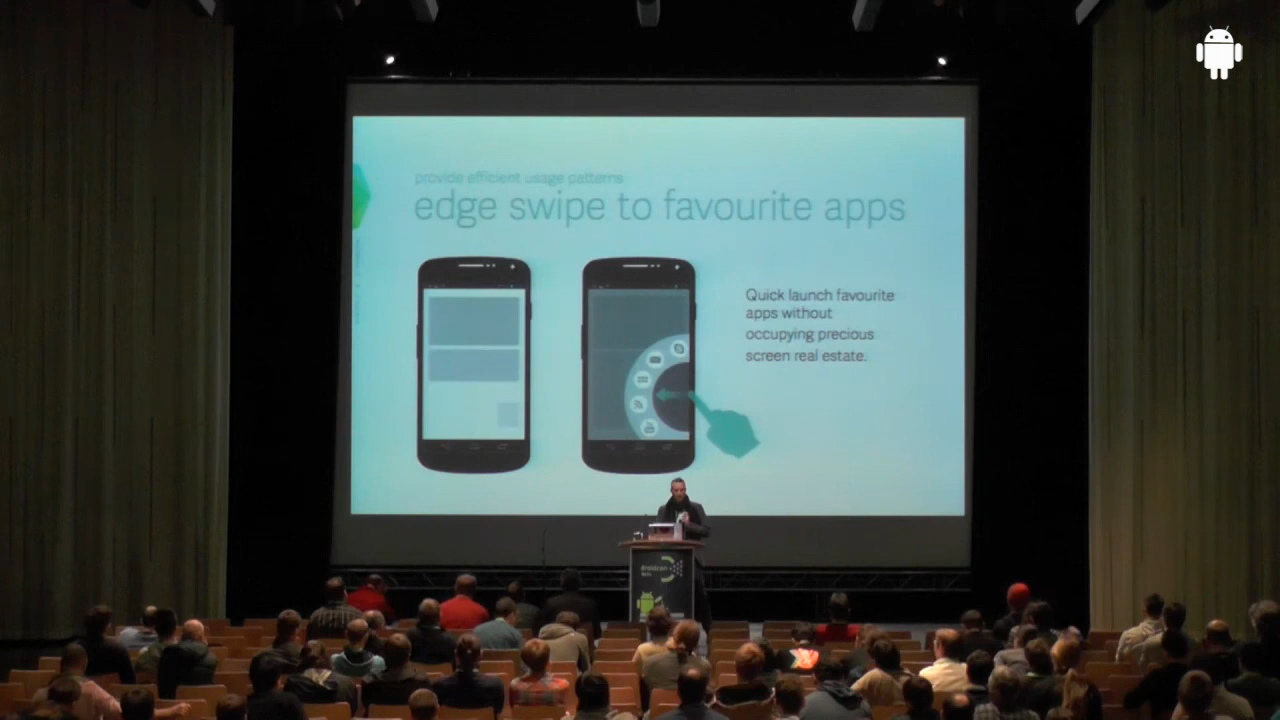 provide efficient usage patterns
edge swipe to favourite apps
Quick launch favourite
apps without
occupying precious
screen real estate.
droidcon